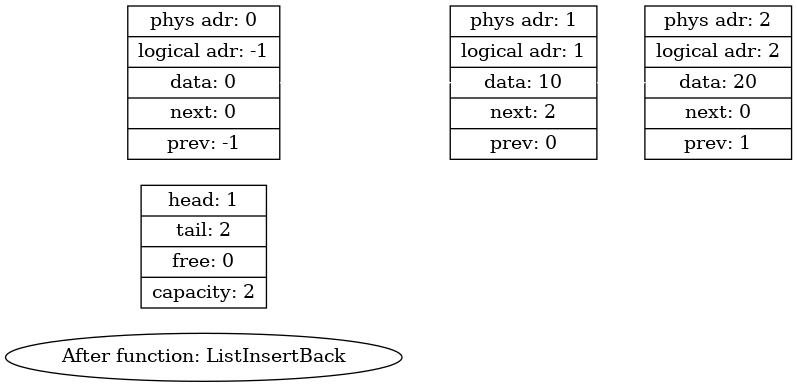 phys adr: 0
logical adr: -1
data: 0
next: 0
prev: -1
phys adr: 1
logical adr: 1
data: 10
next: 2
prev: 0
phys adr: 2
logical adr: 2
data: 20
next: 0
prev: 1
head: 1
tail: 2
free: 0
capacity: 2
After function: ListInsertBack